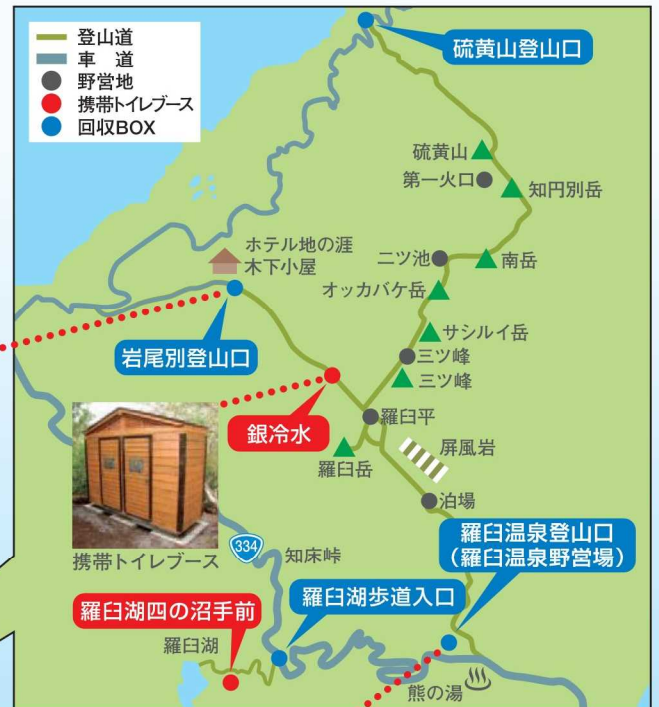 登山道
車　道
野営地
携帯トイレブース
回収BOX
硫黄山登山口
硫黄山
第一火口
知円別岳
ホテル地の涯
木下小屋
二ツ池
南岳
オッカバケ岳
サシルイ岳
岩尾別登山口
三ツ峰
三ツ峰
銀冷水
羅臼平
屏風岩
羅臼岳
泊場
携帯トイレブース
334
知床峠
羅臼温泉登山口
（羅臼温泉野営場）
羅臼湖歩道入口
羅臼湖四の沼手前
羅臼湖
熊の湯